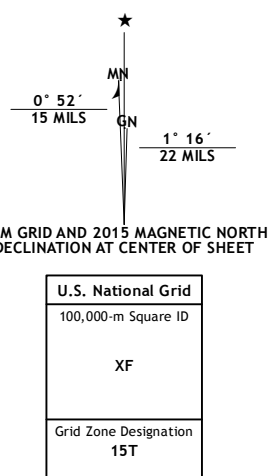 ★
MN
0° 52´
15 MILS
GN
1° 16´
22 MILS
M GRID AND 2015 MAGNETIC NORTH
DECLINATION AT CENTER OF SHEET
U.S. National Grid
100,000-m Square ID
XF
Grid Zone Designation
15T